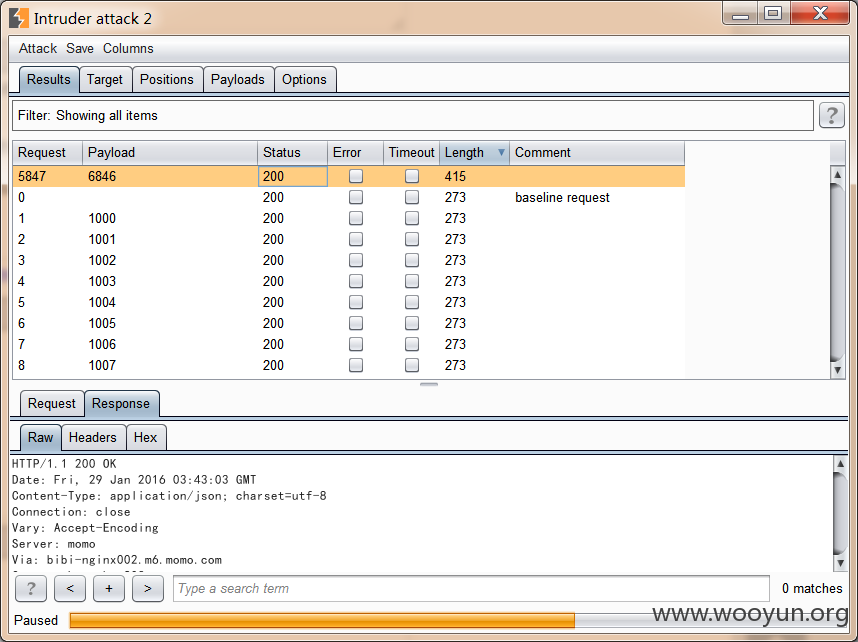 Intruder attack 2
Attack Save Columns
Results Target Positions Payloads Options
Filter: Showing all items ?
Request Payload Status Error Timeout Length Comment
5847 6846 200 415
0 200 273 baseline request
1 1000 200 273
2 1001 200 273
3 1002 200 273
4 1003 200 273
5 1004 200 273
6 1005 200 273
7 1006 200 273
8 1007 200 273
Request Response
Raw Headers Hex
HTTP/1.1 200 OK
Date: Fri, 29 Jan 2016 03:43:03 GMT
Content-Type: application/json; charset=utf-8
Connection: close
Vary: Accept-Encoding
Server: momo
Via: bibi-nginx002.m6.momo.com
? < + > Type a search term 0 matches
Paused
www.wooyun.org